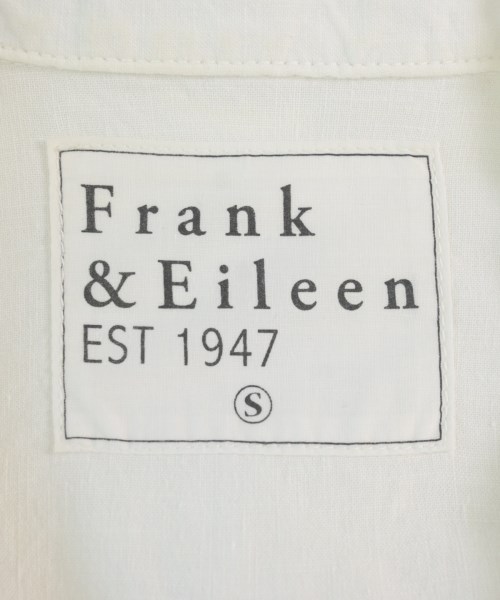 Frank
& Eileen
EST 1947
S